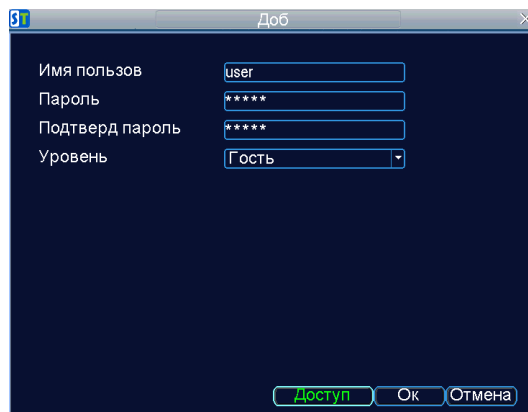 ST Доб
Имя пользов user
Пароль *****
Подтверд пароль *****
Уровень Гость
Доступ Ок Отмена